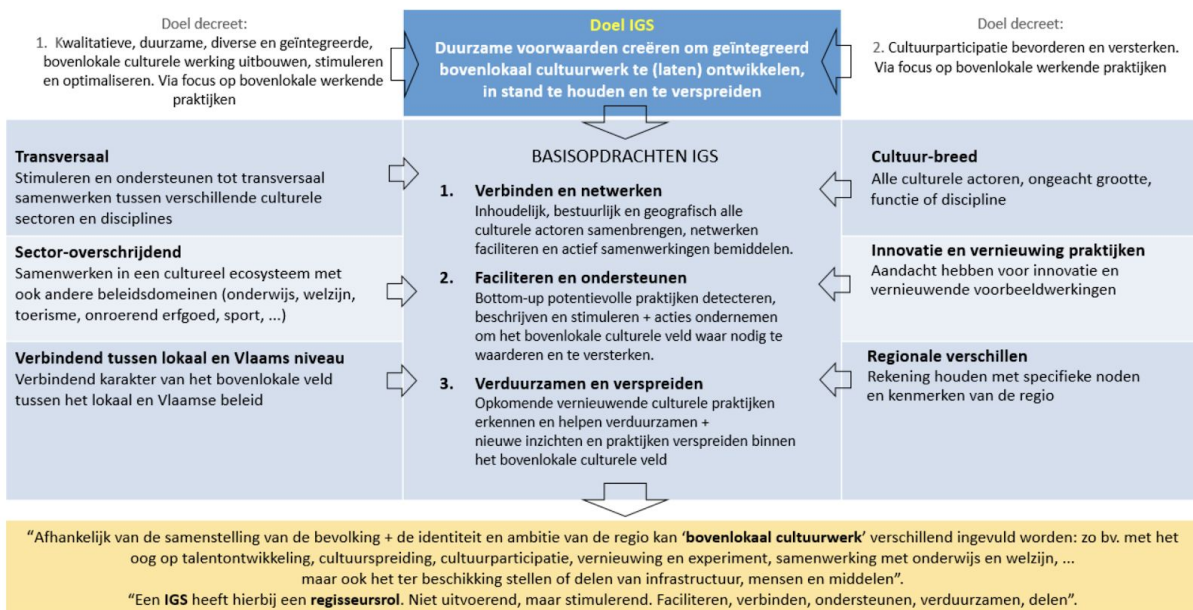 Doel decreet:
1. Kwalitatieve, duurzame, diverse en geïntegreerde,
bovenlokale culturele werking uitbouwen, stimuleren
en optimaliseren. Via focus op bovenlokale werkende
praktijken
Doel IGS
Duurzame voorwaarden creëren om geïntegreerd
bovenlokaal cultuurwerk te (laten) ontwikkelen,
in stand te houden en te verspreiden
Doel decreet:
2. Cultuurparticipatie bevorderen en versterken.
Via focus op bovenlokale werkende praktijken
Transversaal
Stimuleren en ondersteunen tot transversaal
samenwerken tussen verschillende culturele
sectoren en disciplines
Sector-overschrijdend
Samenwerken in een cultureel ecosysteem met
ook andere beleidsdomeinen (onderwijs, welzijn,
toerisme, onroerend erfgoed, sport, ...)
Verbindend tussen lokaal en Vlaams niveau
Verbindend karakter van het bovenlokale veld
tussen het lokaal en Vlaamse beleid
BASISOPDRACHTEN IGS
1. Verbinden en netwerken
Inhoudelijk, bestuurlijk en geografisch alle
culturele actoren samenbrengen, netwerken
faciliteren en actief samenwerkingen bemiddelen.
2. Faciliteren en ondersteunen
Bottom-up potentievolle praktijken detecteren,
beschrijven en stimuleren + acties ondernemen
om het bovenlokale culturele veld waar nodig te
waarderen en te versterken.
3. Verduurzamen en verspreiden
Opkomende vernieuwende culturele praktijken
erkennen en helpen verduurzamen +
nieuwe inzichten en praktijken verspreiden binnen
het bovenlokale culturele veld
Cultuur-breed
Alle culturele actoren, ongeacht grootte,
functie of discipline
Innovatie en vernieuwing praktijken
Aandacht hebben voor innovatie en
vernieuwende voorbeeldwerkingen
Regionale verschillen
Rekening houden met specifieke noden
en kenmerken van de regio
“Afhankelijk van de samenstelling van de bevolking + de identiteit en ambitie van de regio kan ‘bovenlokaal cultuurwerk’ verschillend ingevuld worden: zo bv. met het
oog op talentontwikkeling, cultuurspreiding, cultuurparticipatie, vernieuwing en experiment, samenwerking met onderwijs en welzijn, ...
maar ook het ter beschikking stellen of delen van infrastructuur, mensen en middelen”.
“Een IGS heeft hierbij een regisseursrol. Niet uitvoerend, maar stimulerend. Faciliteren, verbinden, ondersteunen, verduurzamen, delen”.